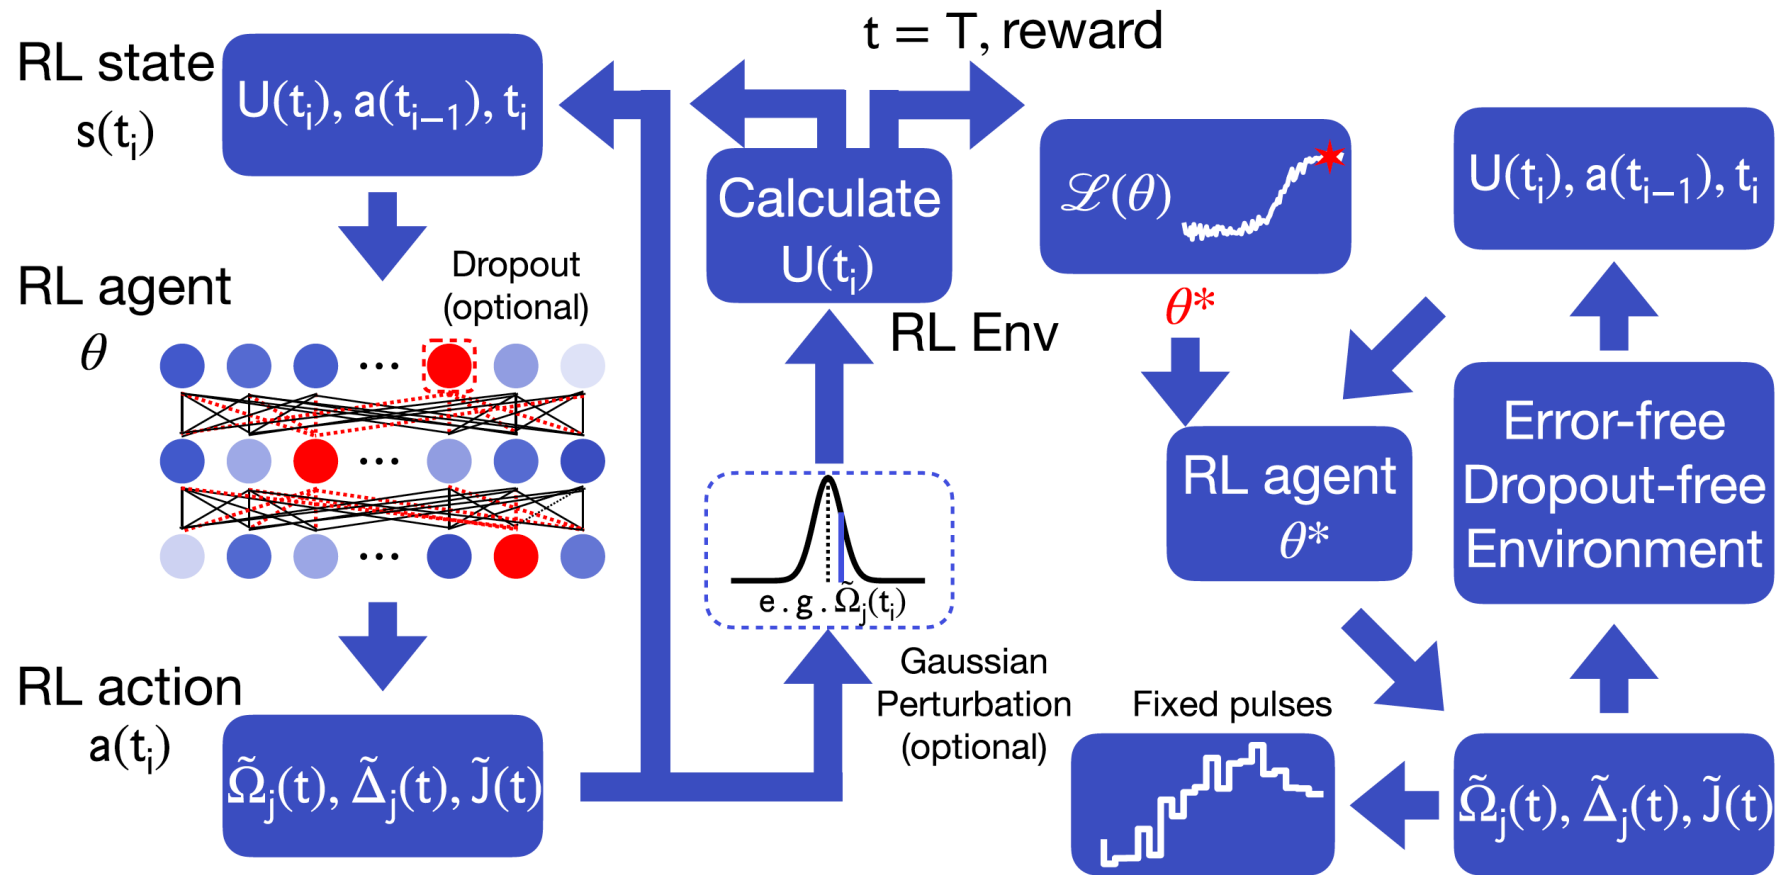 t = T, reward
RL state
s(tᵢ)
U(tᵢ), a(tᵢ₋₁), tᵢ
Calculate
U(tᵢ)
ℒ(θ)
U(tᵢ), a(tᵢ₋₁), tᵢ
RL agent
θ
Dropout
(optional)
···
···
···
RL Env
θ*
RL agent
θ*
Error-free
Dropout-free
Environment
e.g. Ω̃ⱼ(tᵢ)
Gaussian
Perturbation
(optional)
RL action
a(tᵢ)
Ω̃ⱼ(t), Δ̃ⱼ(t), J̃(t)
Fixed pulses
Ω̃ⱼ(t), Δ̃ⱼ(t), J̃(t)